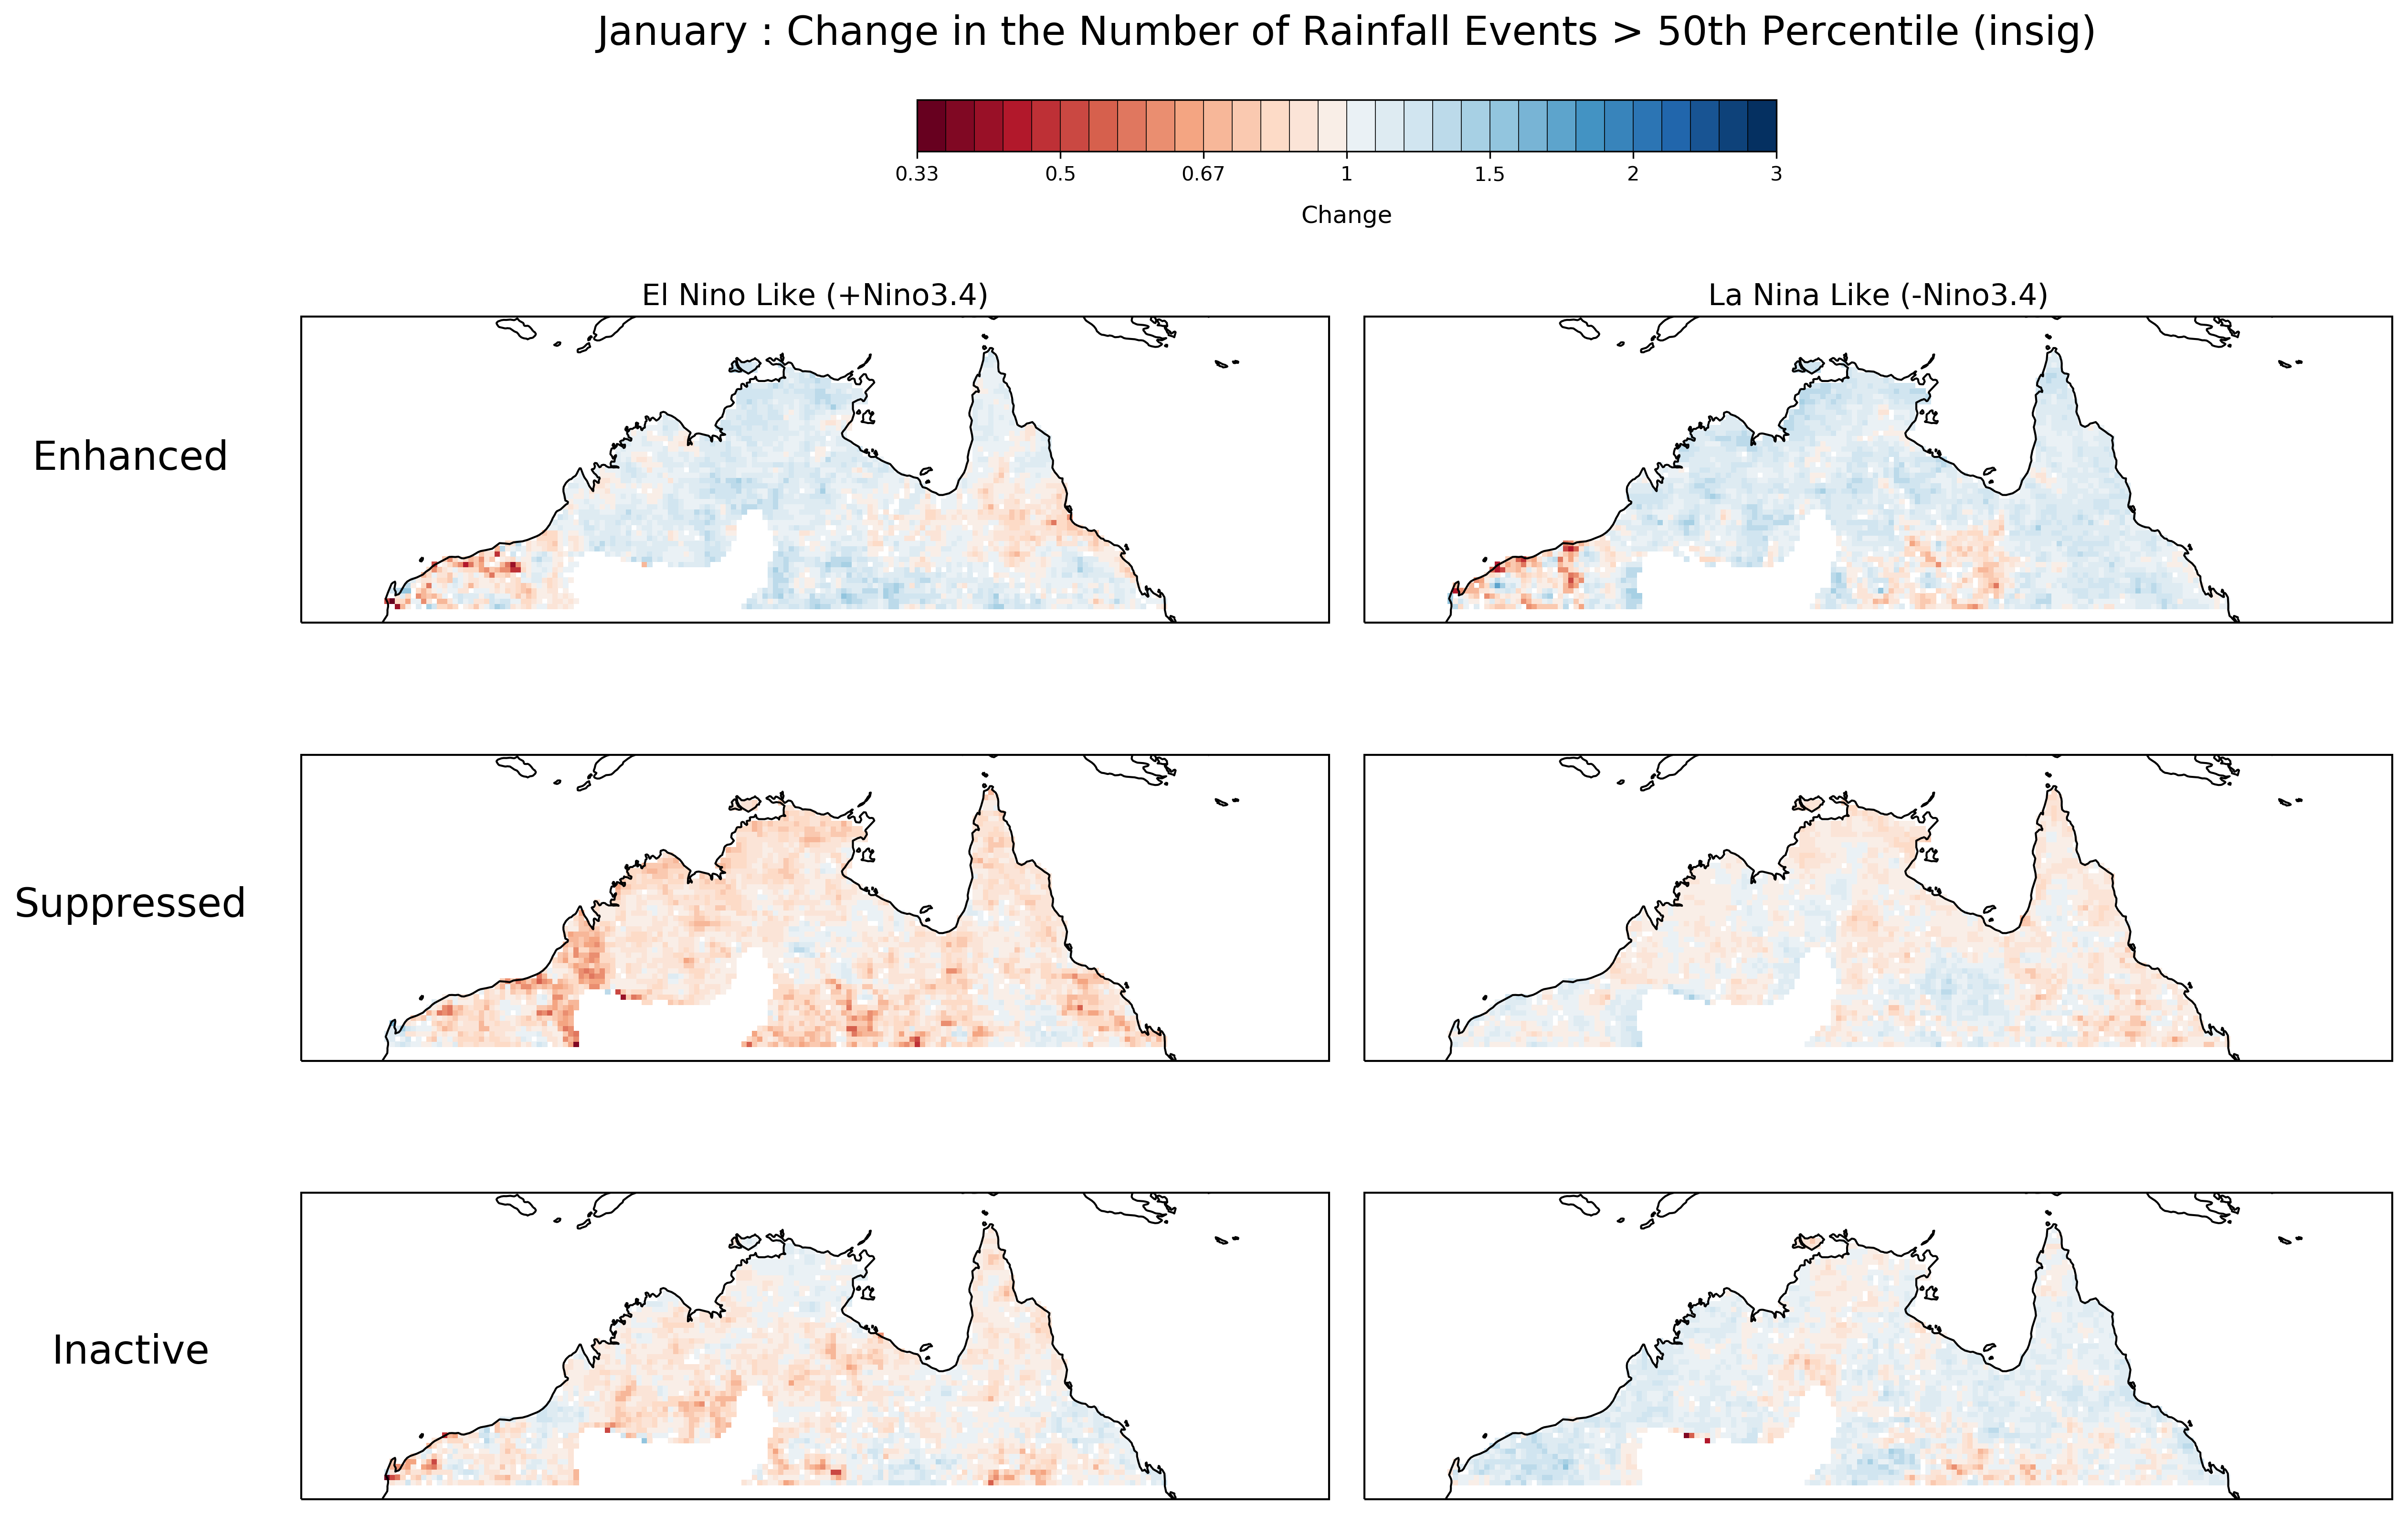 January : Change in the Number of Rainfall Events > 50th Percentile (insig)
0.33 0.5 0.67 1 1.5 2 3
Change
El Nino Like (+Nino3.4) La Nina Like (-Nino3.4)
Enhanced
Suppressed
Inactive